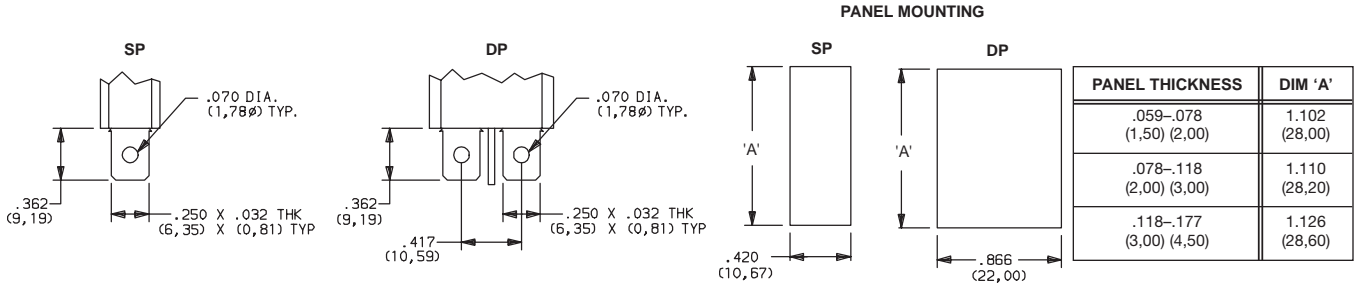 PANEL MOUNTING
SP
.070 DIA.
(1,78ø) TYP.
.362
(9,19)
.250 X .032 THK
(6,35) X (0,81) TYP
DP
.070 DIA.
(1,78ø) TYP.
.362
(9,19)
.250 X .032 THK
(6,35) X (0,81) TYP
.417
(10,59)
SP
'A'
.420
(10,67)
DP
'A'
.866
(22,00)
PANEL THICKNESS DIM 'A'
.059–.078 1.102
(1,50) (2,00) (28,00)
.078–.118 1.110
(2,00) (3,00) (28,20)
.118–.177 1.126
(3,00) (4,50) (28,60)